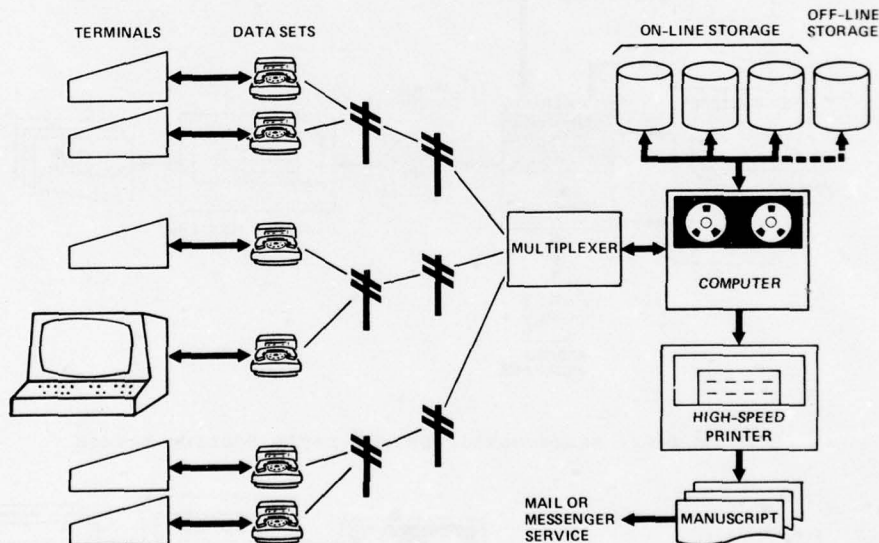 TERMINALS
DATA SETS
ON-LINE STORAGE
OFF-LINE
STORAGE
MULTIPLEXER
COMPUTER
HIGH-SPEED
PRINTER
MANUSCRIPT
MAIL OR
MESSENGER
SERVICE